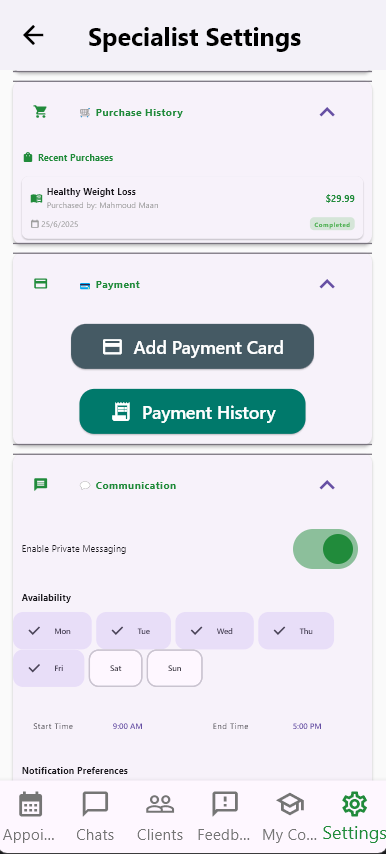 Specialist Settings
Purchase History
Recent Purchases
Healthy Weight Loss
Purchased by: Mahmoud Maan
$29.99
25/6/2025
Completed
Payment
Add Payment Card
Payment History
Communication
Enable Private Messaging
Availability
Mon Tue Wed Thu
Fri Sat Sun
Start Time 9:00 AM End Time 5:00 PM
Notification Preferences
Appoi... Chats Clients Feedb... My Co... Settings